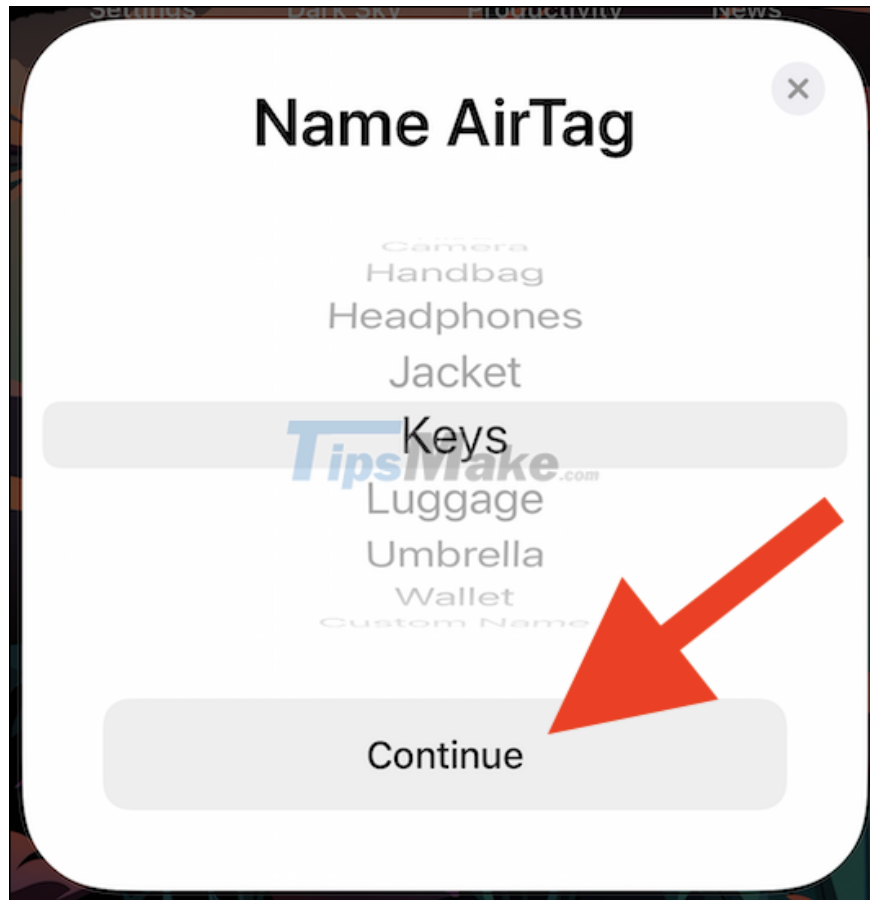 Settings Dark Sky Productivity News
Name AirTag
Camera
Handbag
Headphones
Jacket
Keys
TipsMake.com
Luggage
Umbrella
Wallet
Custom Name
Continue